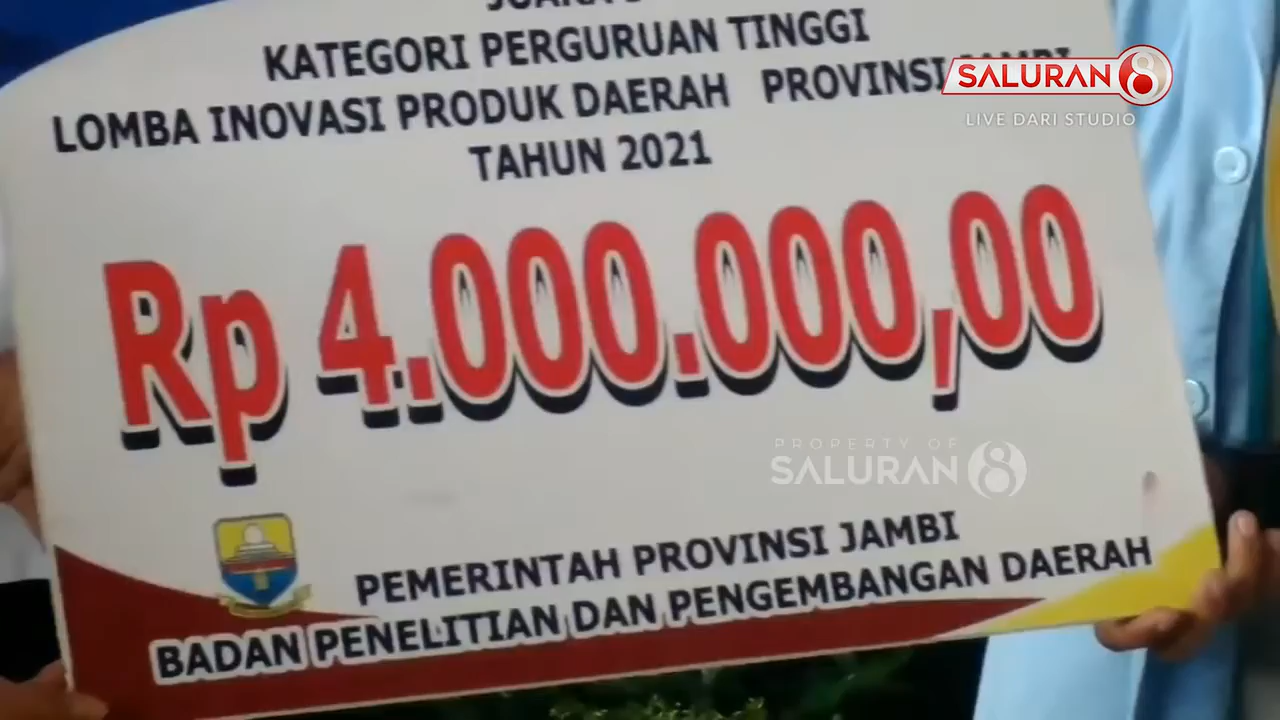 KATEGORI PERGURUAN TINGGI
LOMBA INOVASI PRODUK DAERAH PROVINSI JAMBI
TAHUN 2021
Rp 4.000.000,00
PEMERINTAH PROVINSI JAMBI
BADAN PENELITIAN DAN PENGEMBANGAN DAERAH
SALURAN 8
LIVE DARI STUDIO
PROPERTY OF
SALURAN 8